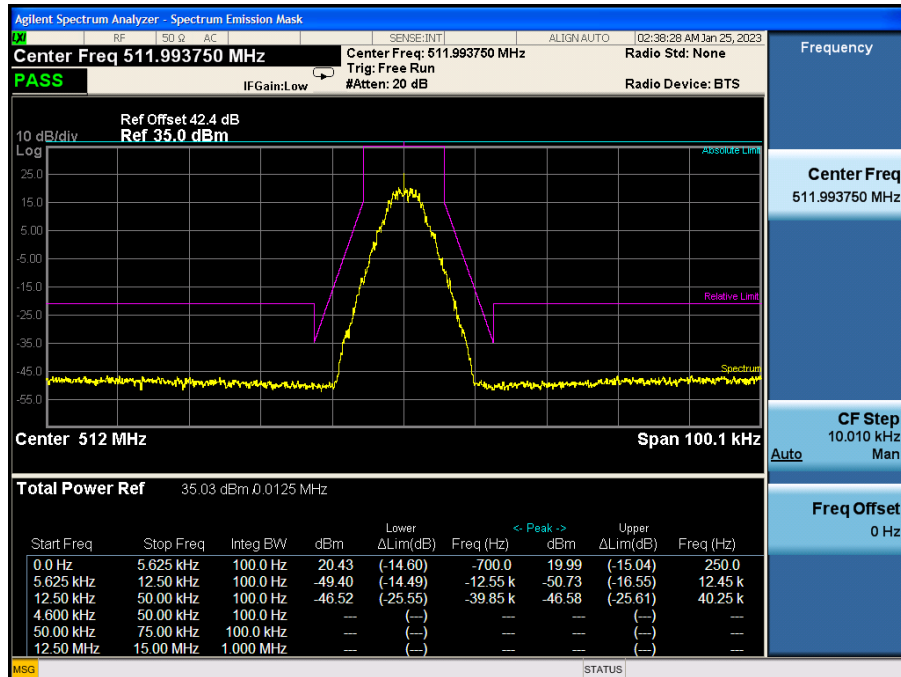 Agilent Spectrum Analyzer - Spectrum Emission Mask
LXI RF 50 Ω AC SENSE:INT ALIGN AUTO 02:38:28 AM Jan 25, 2023
Center Freq 511.993750 MHz Center Freq: 511.993750 MHz Radio Std: None
Trig: Free Run
PASS IFGain:Low #Atten: 20 dB Radio Device: BTS
Ref Offset 42.4 dB
10 dB/div Ref 35.0 dBm
Log
Absolute Limit
25.0
15.0
5.00
-5.00
-15.0
Relative Limit
-25.0
-35.0
-45.0
Spectrum
-55.0
Center 512 MHz Span 100.1 kHz
Total Power Ref 35.03 dBm / 0.0125 MHz
Lower <- Peak -> Upper
Start Freq Stop Freq Integ BW dBm ΔLim(dB) Freq (Hz) dBm ΔLim(dB) Freq (Hz)
0.0 Hz 5.625 kHz 100.0 Hz 20.43 (-14.60) -700.0 19.99 (-15.04) 250.0
5.625 kHz 12.50 kHz 100.0 Hz -49.40 (-14.49) -12.55 k -50.73 (-16.55) 12.45 k
12.50 kHz 50.00 kHz 100.0 Hz -46.52 (-25.55) -39.85 k -46.58 (-25.61) 40.25 k
4.600 kHz 50.00 kHz 100.0 Hz --- (---) --- --- (---) ---
50.00 kHz 75.00 kHz 100.0 kHz --- (---) --- --- (---) ---
12.50 MHz 15.00 MHz 1.000 MHz --- (---) --- --- (---) ---
MSG STATUS
Frequency
Center Freq
511.993750 MHz
CF Step
10.010 kHz
Auto Man
Freq Offset
0 Hz